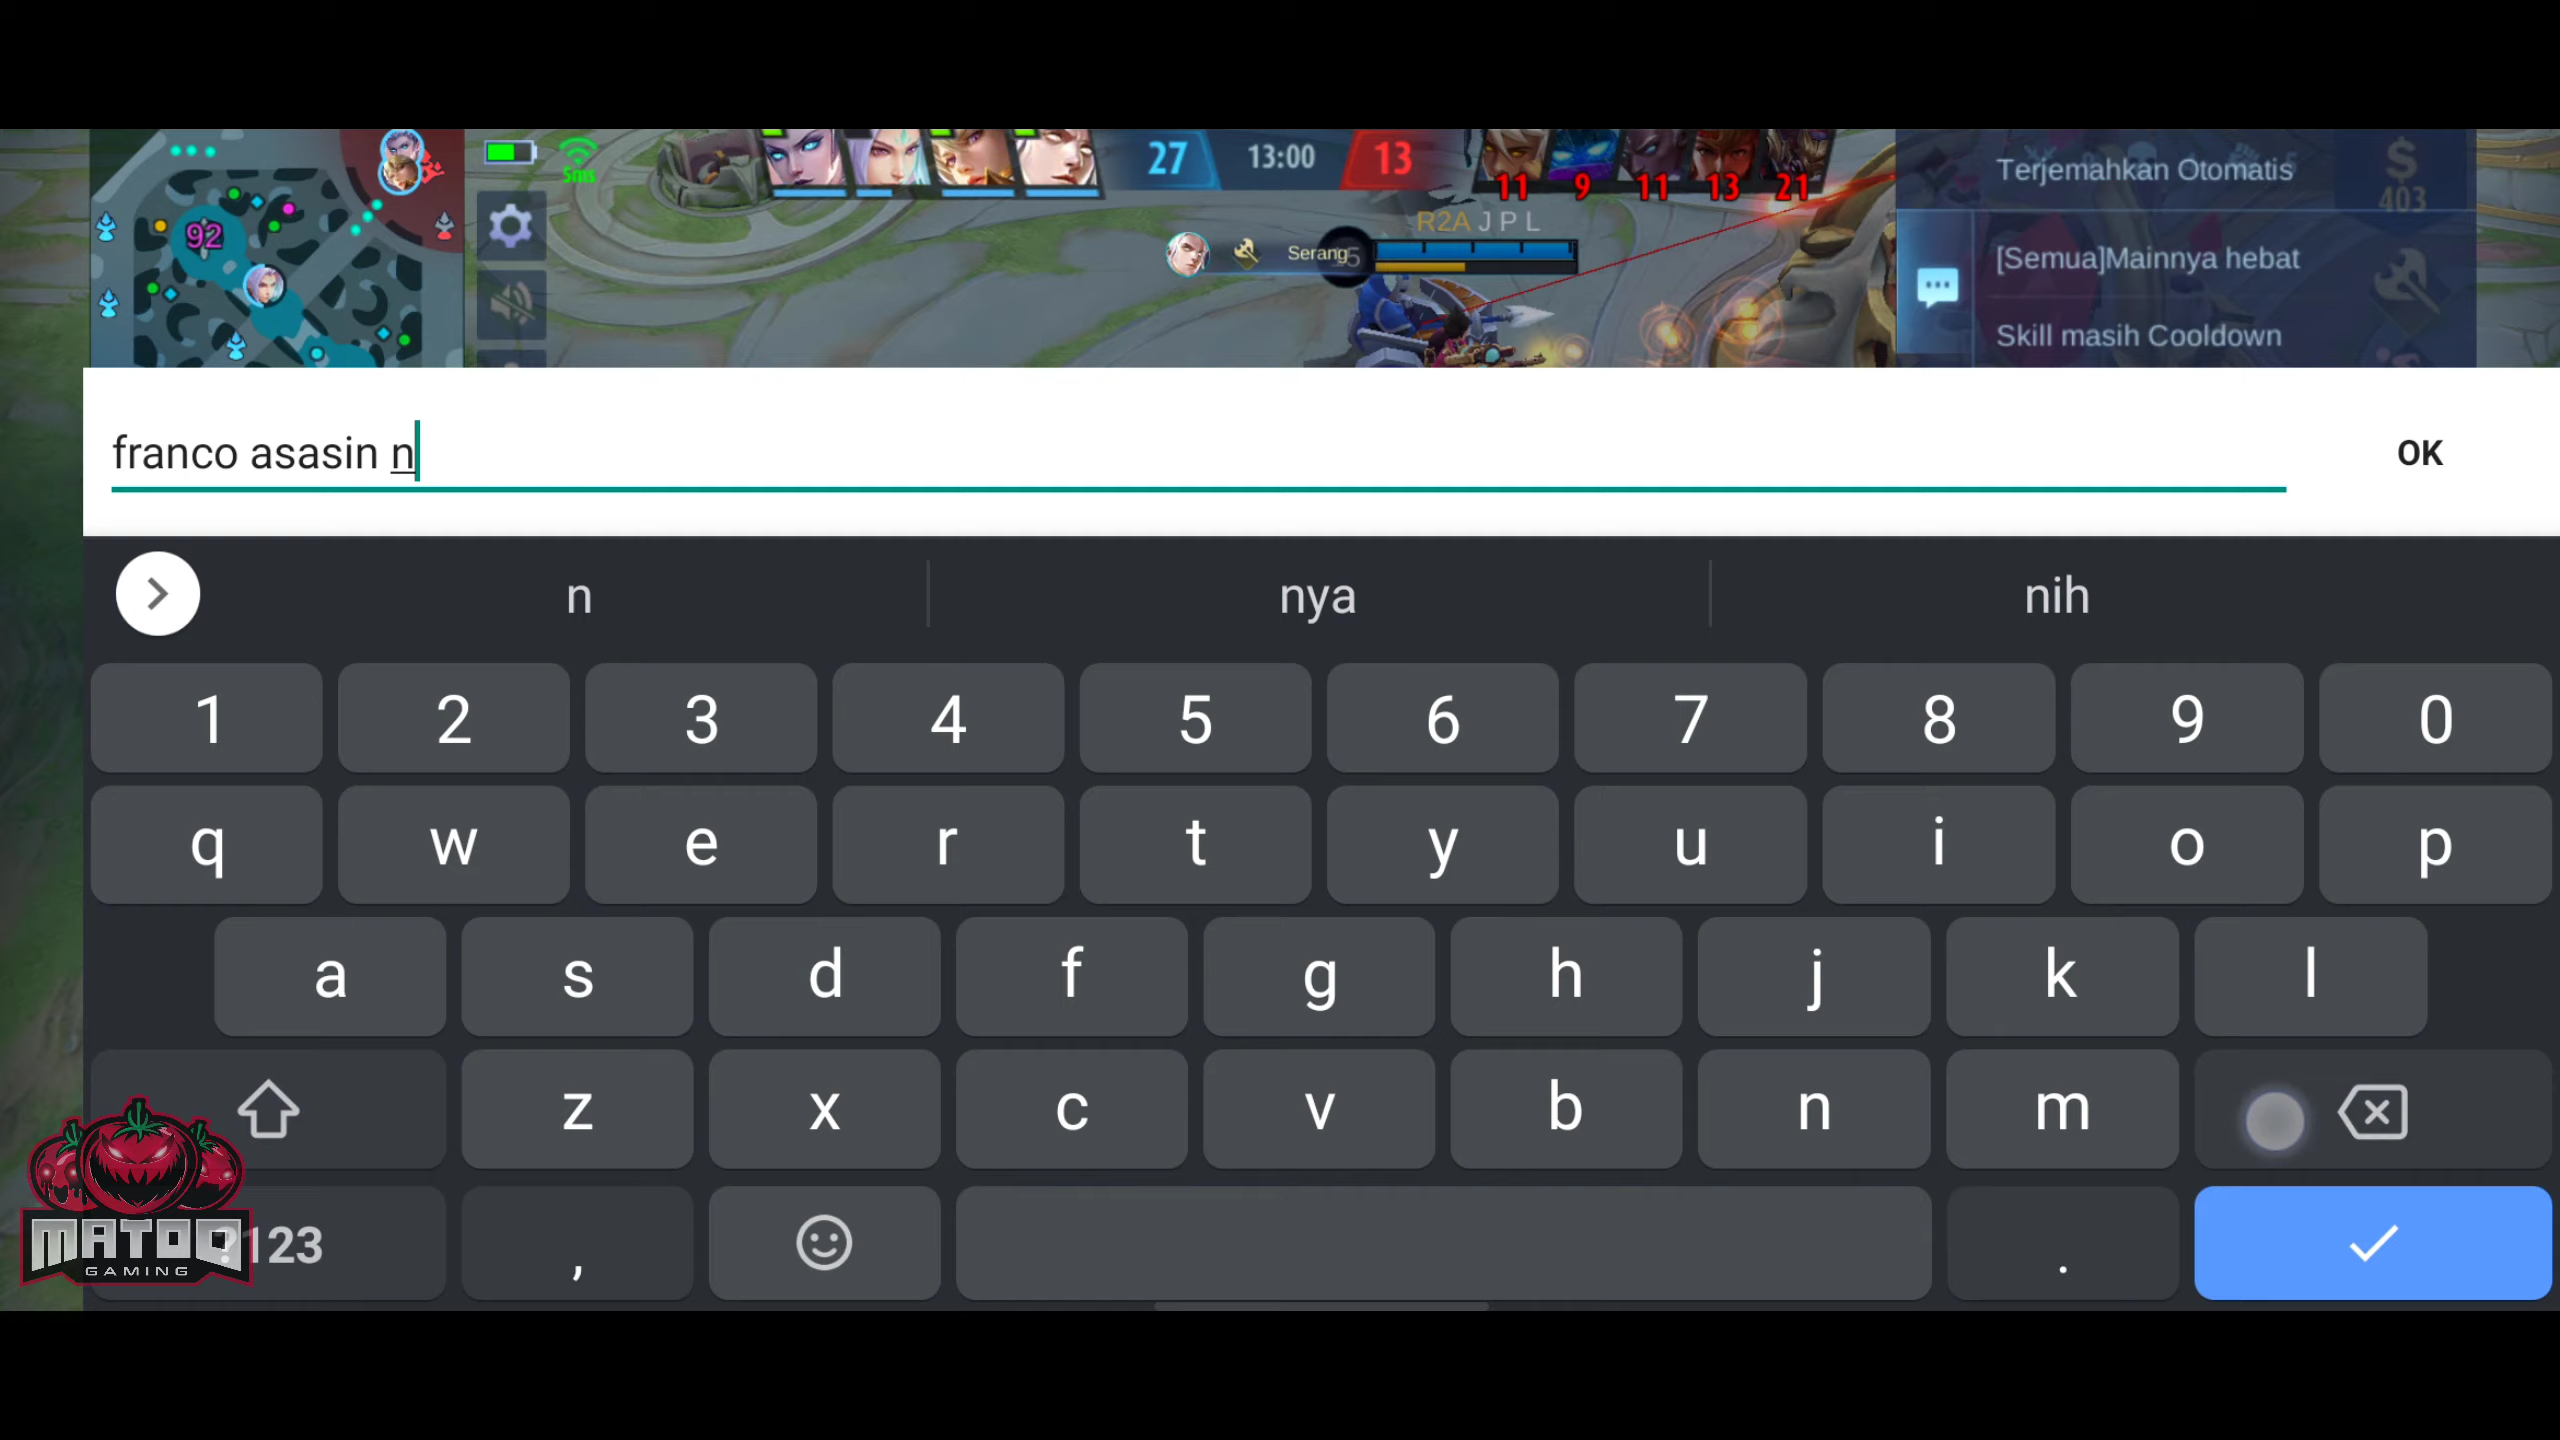 92
5ms
27 13:00 13
11 9 11 13 21
R2A J P L
Serang
15
Terjemahkan Otomatis
$
403
[Semua]Mainnya hebat
Skill masih Cooldown
franco asasin n
OK
n nya nih
1 2 3 4 5 6 7 8 9 0
q w e r t y u i o p
a s d f g h j k l
z x c v b n m
?123 , .
MATOQ
GAMING